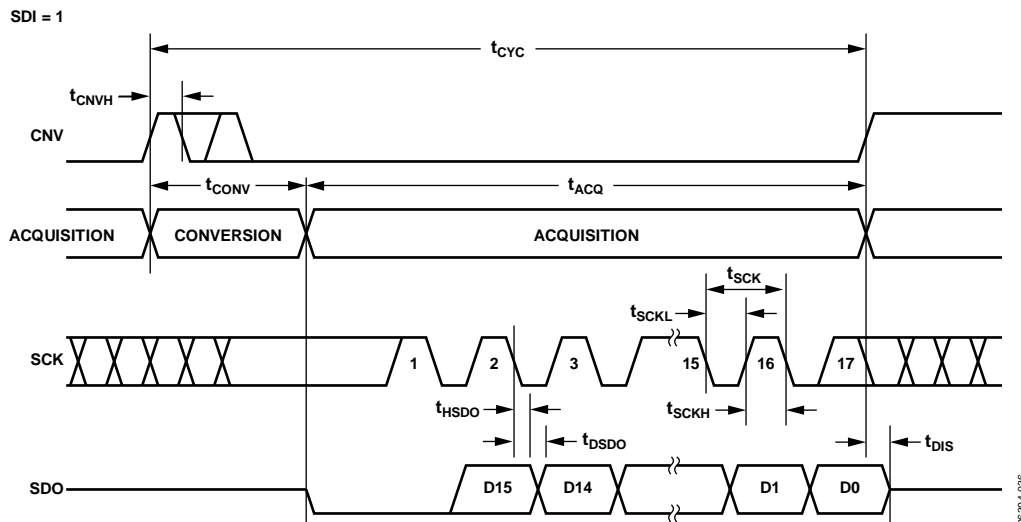 SDI = 1
tCYC
tCNVH
CNV
tCONV
tACQ
ACQUISITION
CONVERSION
ACQUISITION
tSCK
tSCKL
SCK
1
2
3
15
16
17
tHSDO
tSCKH
tDSDO
tDIS
SDO
D15
D14
D1
D0